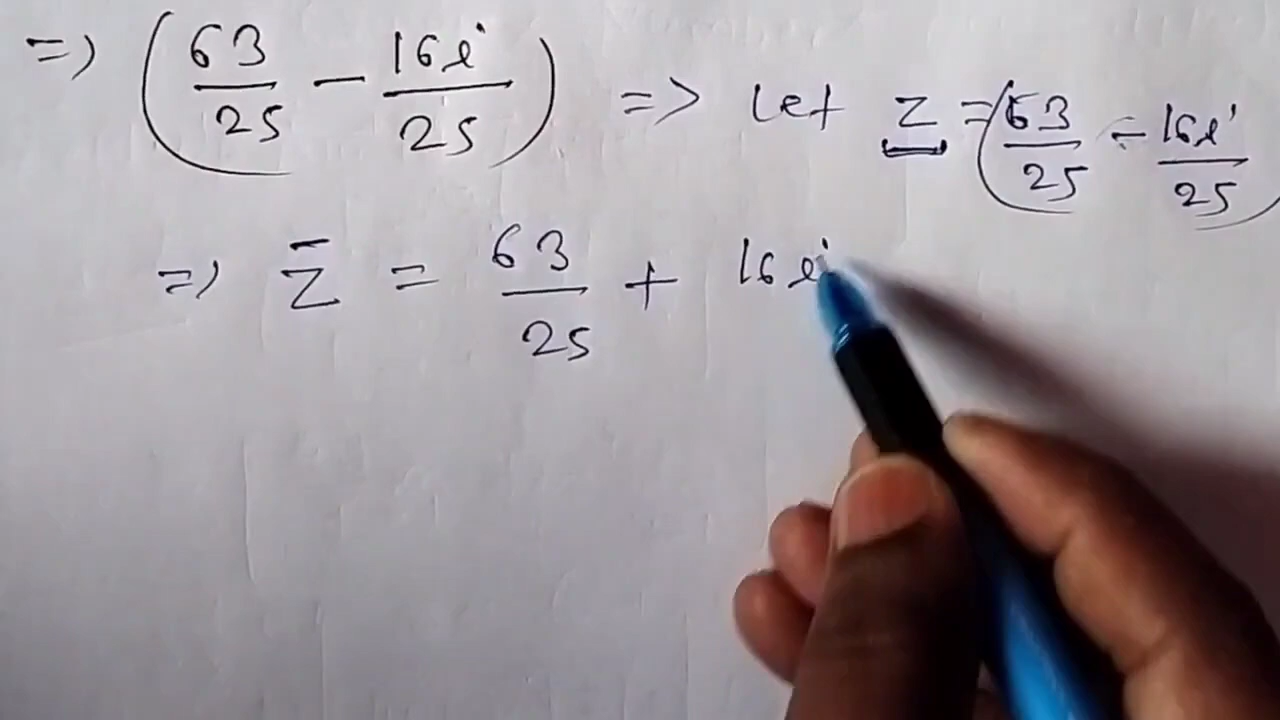 => (63/25 - 16i/25) => Let z = (63/25 - 16i/25)
=> z̄ = 63/25 + 16i